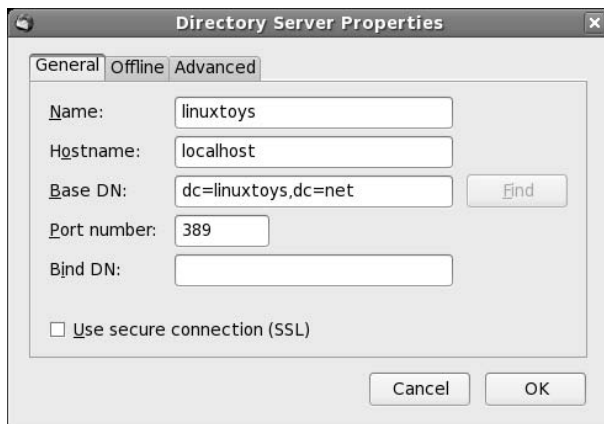 Directory Server Properties
General Offline Advanced
Name: linuxtoys
Hostname: localhost
Base DN: dc=linuxtoys,dc=net Find
Port number: 389
Bind DN:
Use secure connection (SSL)
Cancel OK